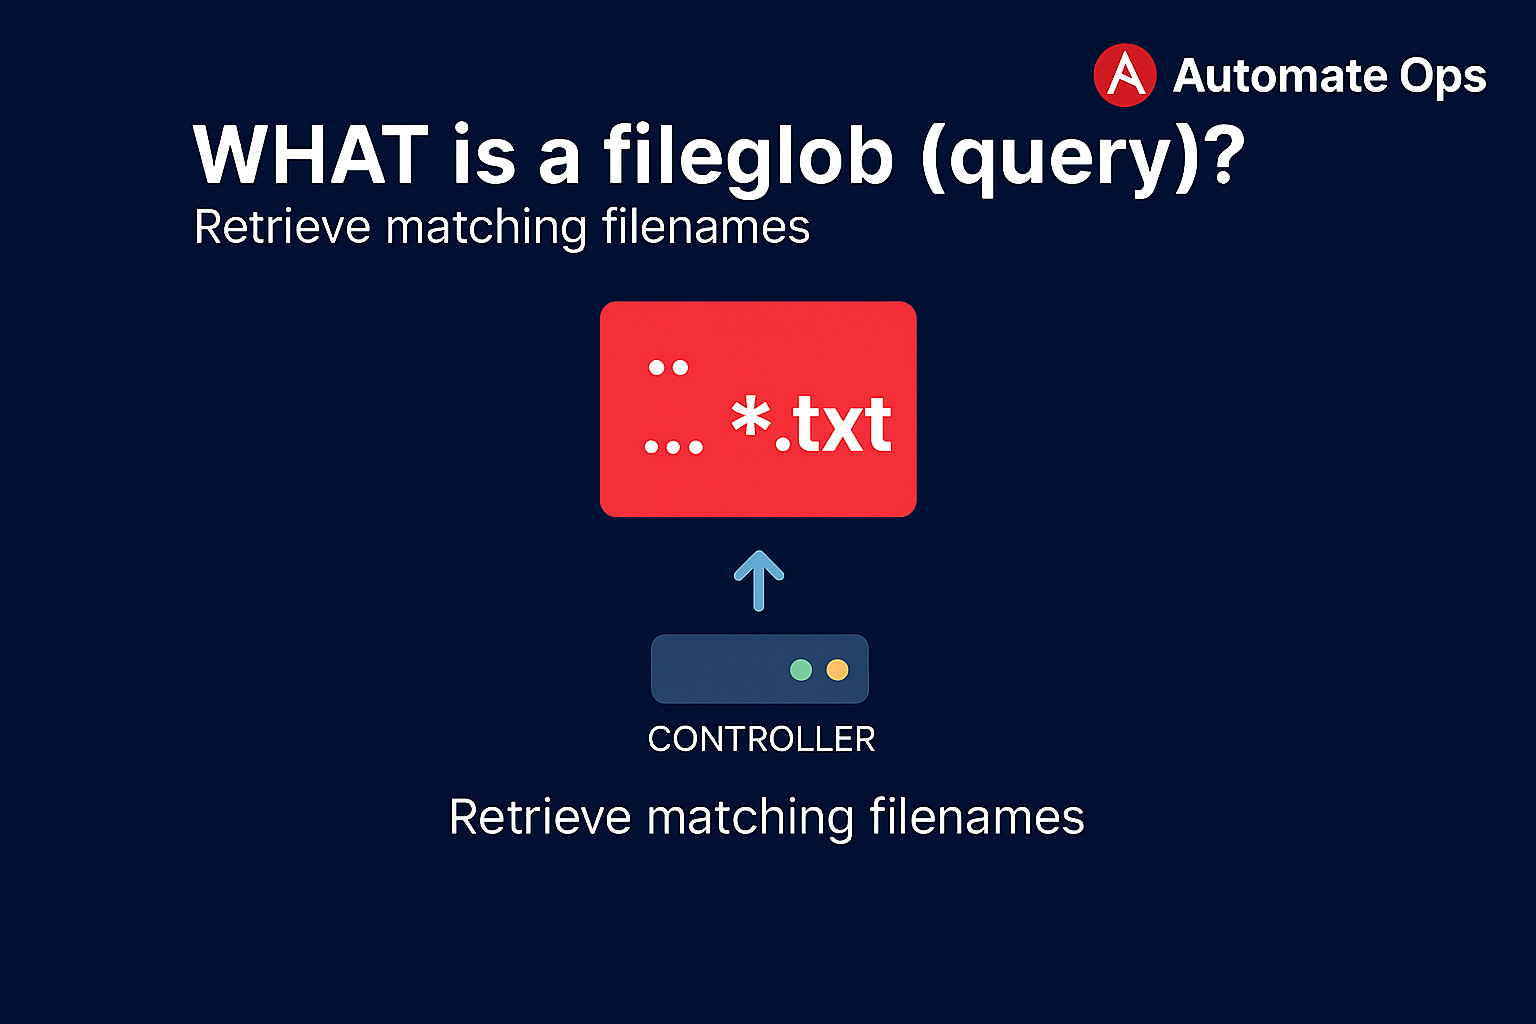 Automate Ops
WHAT is a fileglob (query)?
Retrieve matching filenames
..
... *.txt
CONTROLLER
Retrieve matching filenames